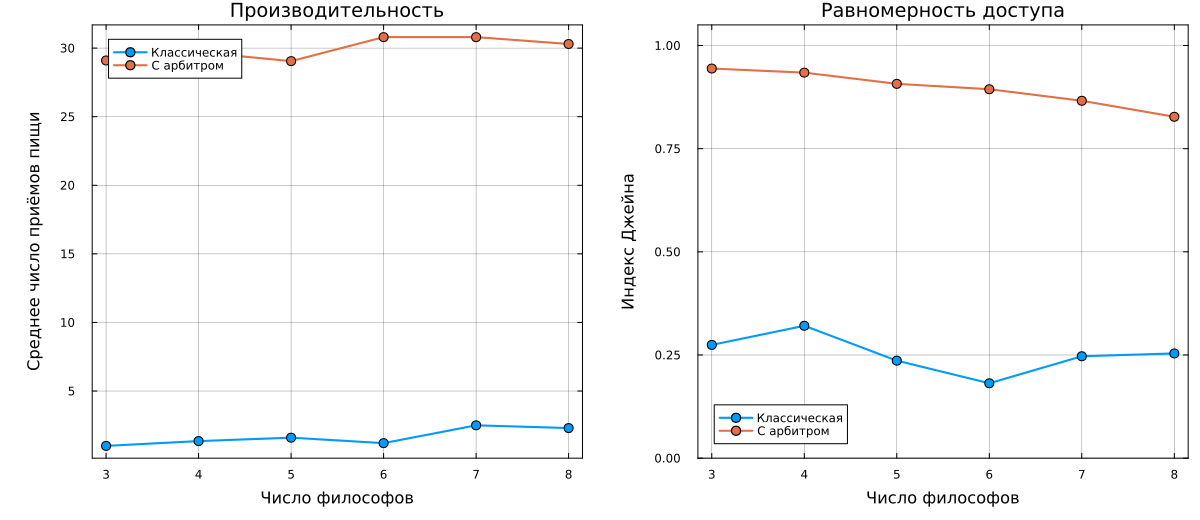 Производительность
Среднее число приёмов пищи
30
25
20
15
10
5
Классическая
С арбитром
3 4 5 6 7 8
Число философов
Равномерность доступа
Индекс Джейна
1.00
0.75
0.50
0.25
0.00
Классическая
С арбитром
3 4 5 6 7 8
Число философов